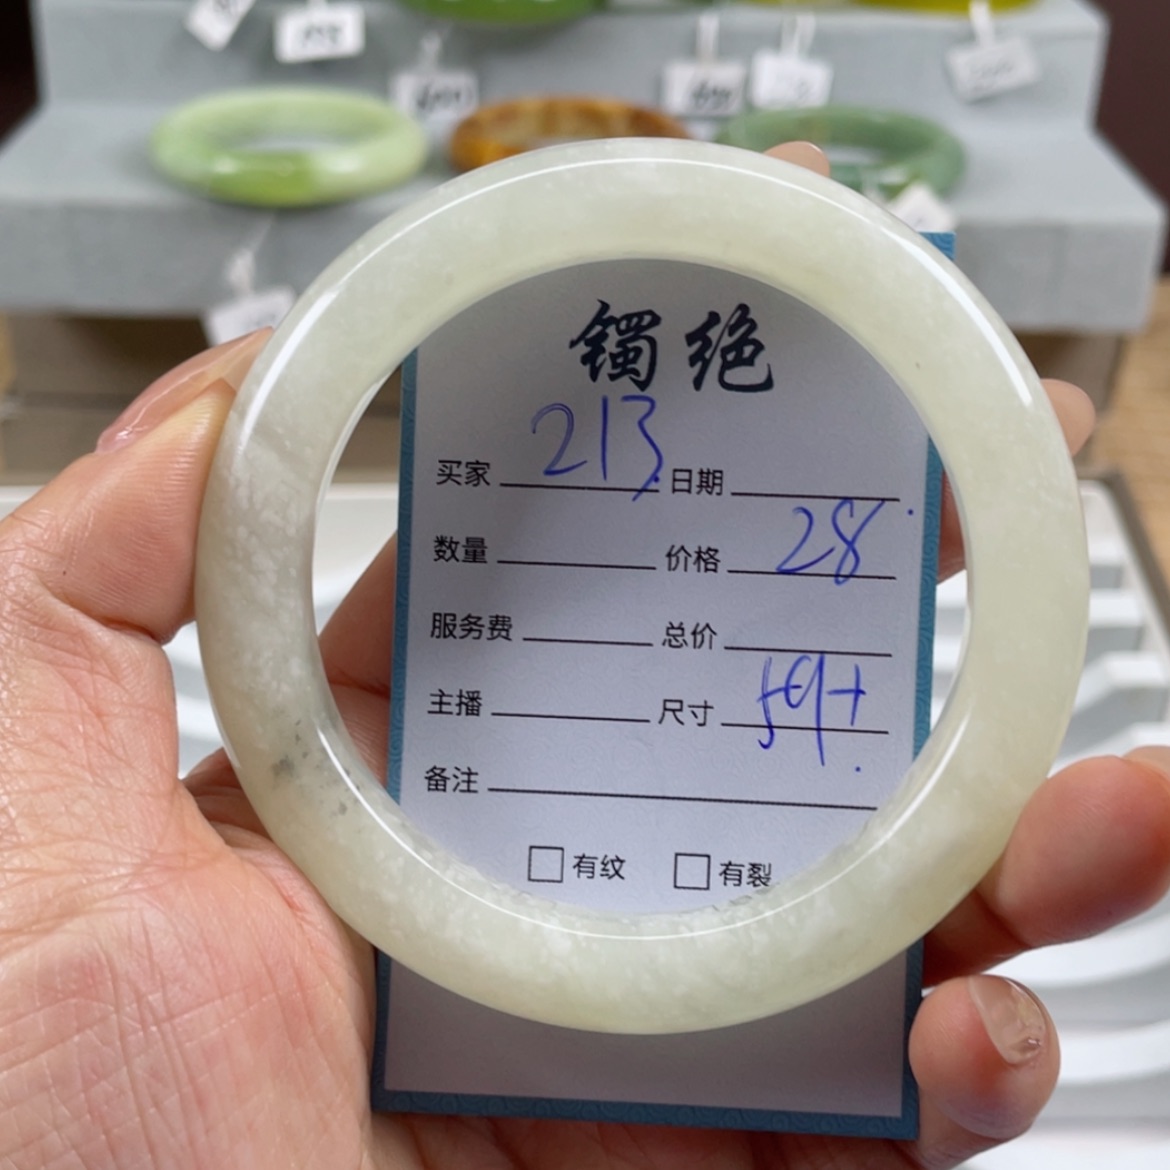 镯绝
买家 213. 日期
数量 价格 28.
服务费 总价
主播 尺寸 59+.
备注
有纹 有裂